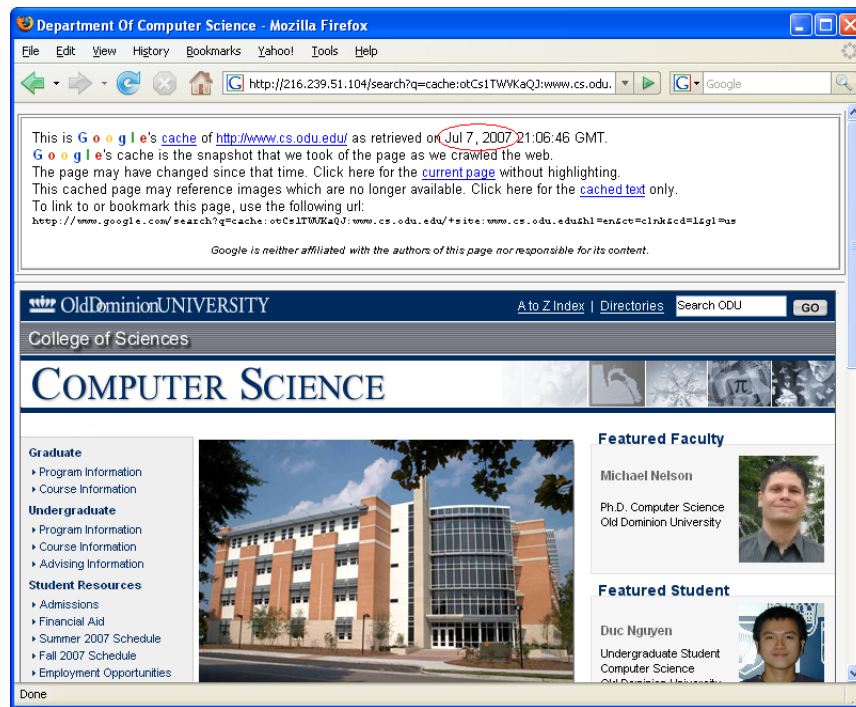 Department Of Computer Science - Mozilla Firefox
File Edit View History Bookmarks Yahoo! Tools Help
G http://216.239.51.104/search?q=cache:otCs1TWVKaQJ:www.cs.odu. G Google
This is Google's cache of http://www.cs.odu.edu/ as retrieved on Jul 7, 2007 21:06:46 GMT.
Google's cache is the snapshot that we took of the page as we crawled the web.
The page may have changed since that time. Click here for the current page without highlighting.
This cached page may reference images which are no longer available. Click here for the cached text only.
To link to or bookmark this page, use the following url:
http://www.google.com/search?q=cache:otCs1TWVKaQJ:www.cs.odu.edu/+site:www.cs.odu.edu&hl=en&ct=clnk&cd=1&gl=us
Google is neither affiliated with the authors of this page nor responsible for its content.
OldDominionUNIVERSITY A to Z Index | Directories Search ODU GO
College of Sciences
COMPUTER SCIENCE
π
Graduate
Program Information
Course Information
Undergraduate
Program Information
Course Information
Advising Information
Student Resources
Admissions
Financial Aid
Summer 2007 Schedule
Fall 2007 Schedule
Employment Opportunities
Featured Faculty
Michael Nelson
Ph.D. Computer Science
Old Dominion University
Featured Student
Duc Nguyen
Undergraduate Student
Computer Science
Old Dominion University
Done